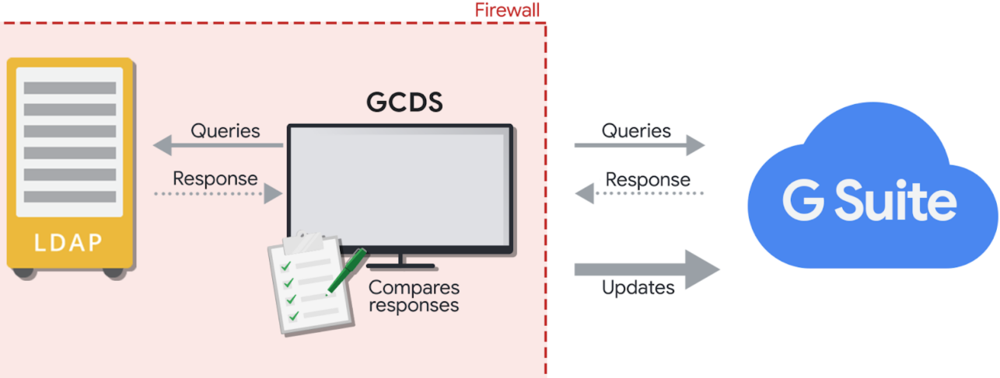 Firewall
GCDS
Queries
Response
LDAP
Compares
responses
Queries
Response
Updates
G Suite